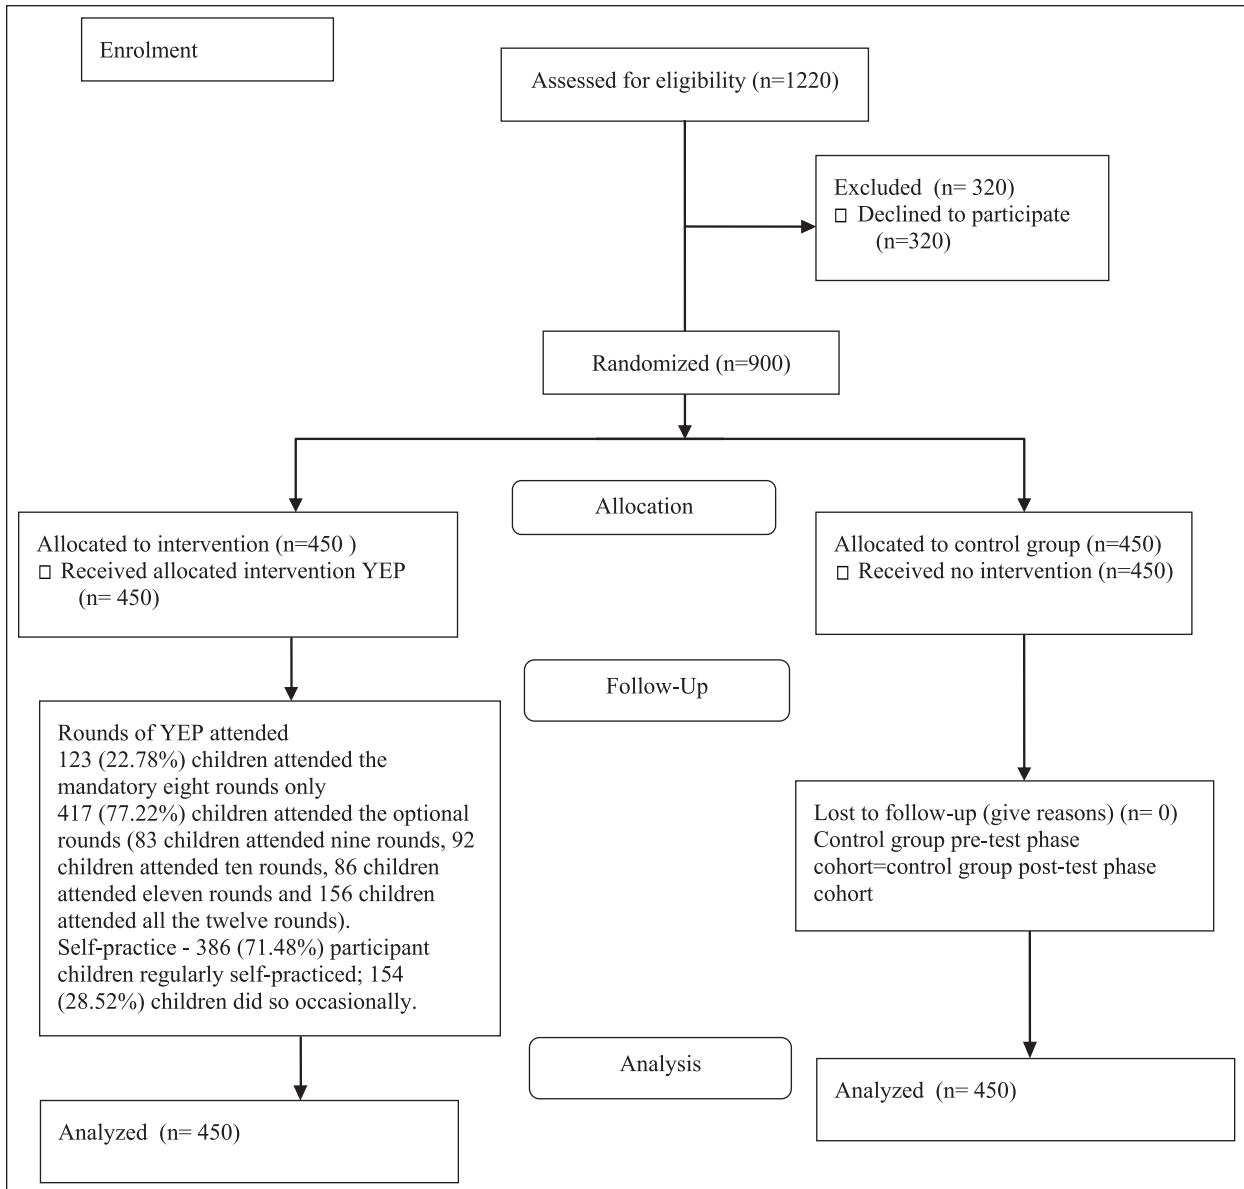 Enrolment
Assessed for eligibility (n=1220)
Excluded (n= 320)
□ Declined to participate
(n=320)
Randomized (n=900)
Allocation
Allocated to intervention (n=450 )
□ Received allocated intervention YEP
(n= 450)
Allocated to control group (n=450)
□ Received no intervention (n=450)
Follow-Up
Rounds of YEP attended
123 (22.78%) children attended the
mandatory eight rounds only
417 (77.22%) children attended the optional
rounds (83 children attended nine rounds, 92
children attended ten rounds, 86 children
attended eleven rounds and 156 children
attended all the twelve rounds).
Self-practice - 386 (71.48%) participant
children regularly self-practiced; 154
(28.52%) children did so occasionally.
Lost to follow-up (give reasons) (n= 0)
Control group pre-test phase
cohort=control group post-test phase
cohort
Analysis
Analyzed (n= 450)
Analyzed (n= 450)